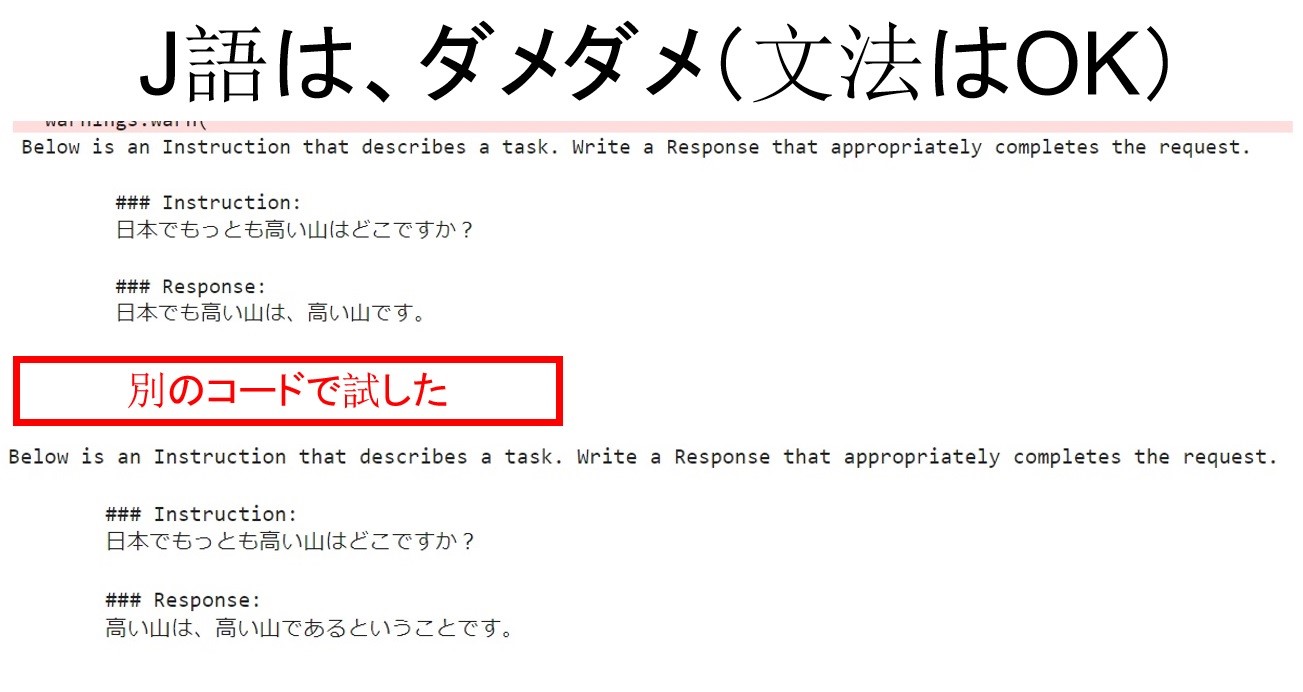 J語は、ダメダメ（文法はOK）
warnings.warn(
Below is an Instruction that describes a task. Write a Response that appropriately completes the request.
### Instruction:
日本でもっとも高い山はどこですか？
### Response:
日本でも高い山は、高い山です。
別のコードで試した
Below is an Instruction that describes a task. Write a Response that appropriately completes the request.
### Instruction:
日本でもっとも高い山はどこですか？
### Response:
高い山は、高い山であるということです。